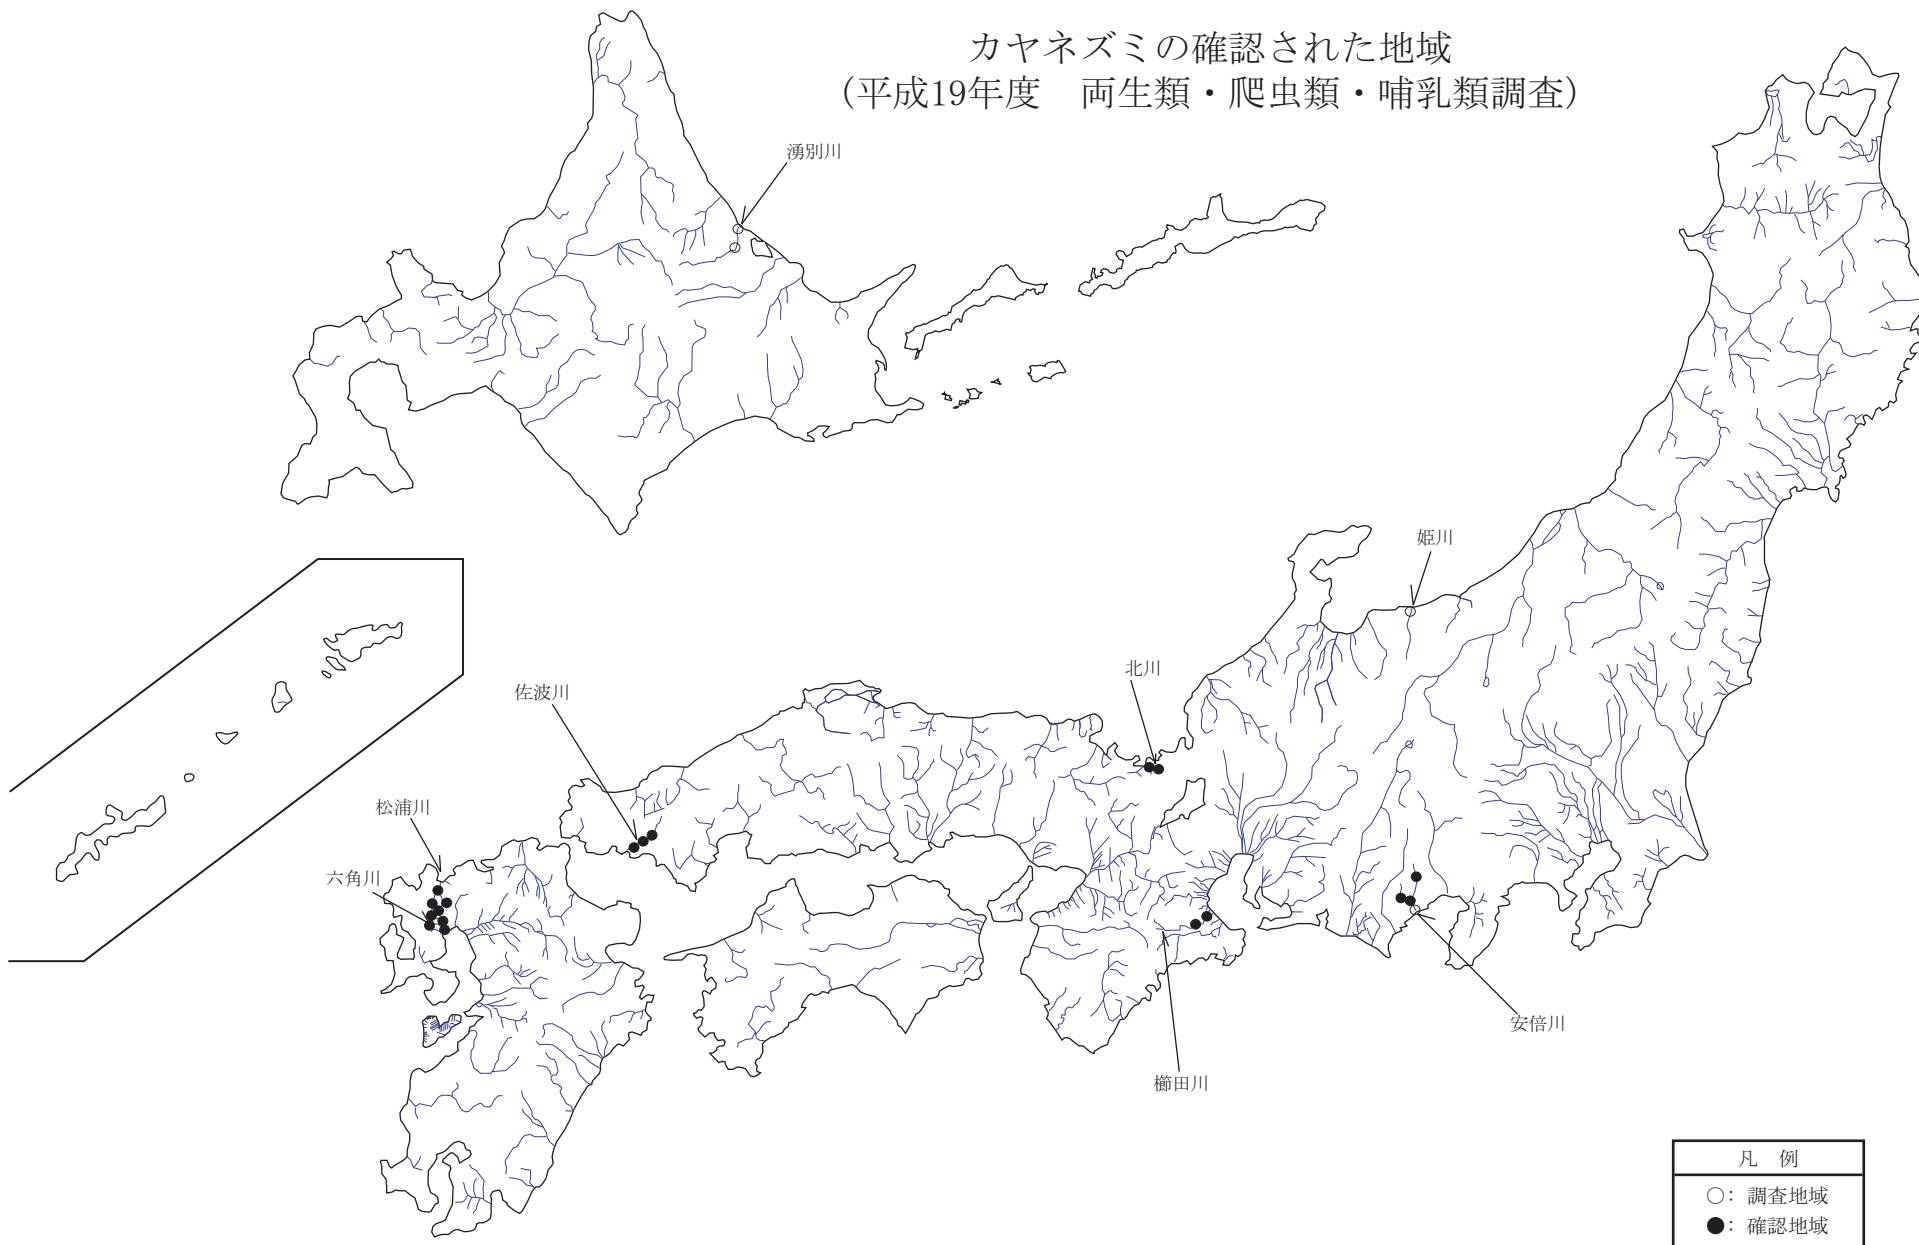 カヤネズミの確認された地域
（平成19年度　両生類・爬虫類・哺乳類調査）
湧別川
姫川
北川
佐波川
松浦川
六角川
安倍川
櫛田川
凡　例
○：調査地域
●：確認地域